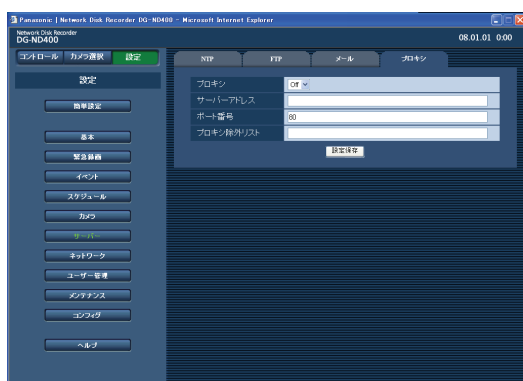 Panasonic | Network Disk Recorder DG-ND400 - Microsoft Internet Explorer
Network Disk Recorder
DG-ND400
08.01.01 0:00
コントロール カメラ選択 設定
NTP FTP メール プロキシ
設定
プロキシ Off
サーバーアドレス
ポート番号 80
プロキシ除外リスト
設定保存
簡単設定
基本
緊急録画
イベント
スケジュール
カメラ
サーバー
ネットワーク
ユーザー管理
メンテナンス
コンフィグ
ヘルプ